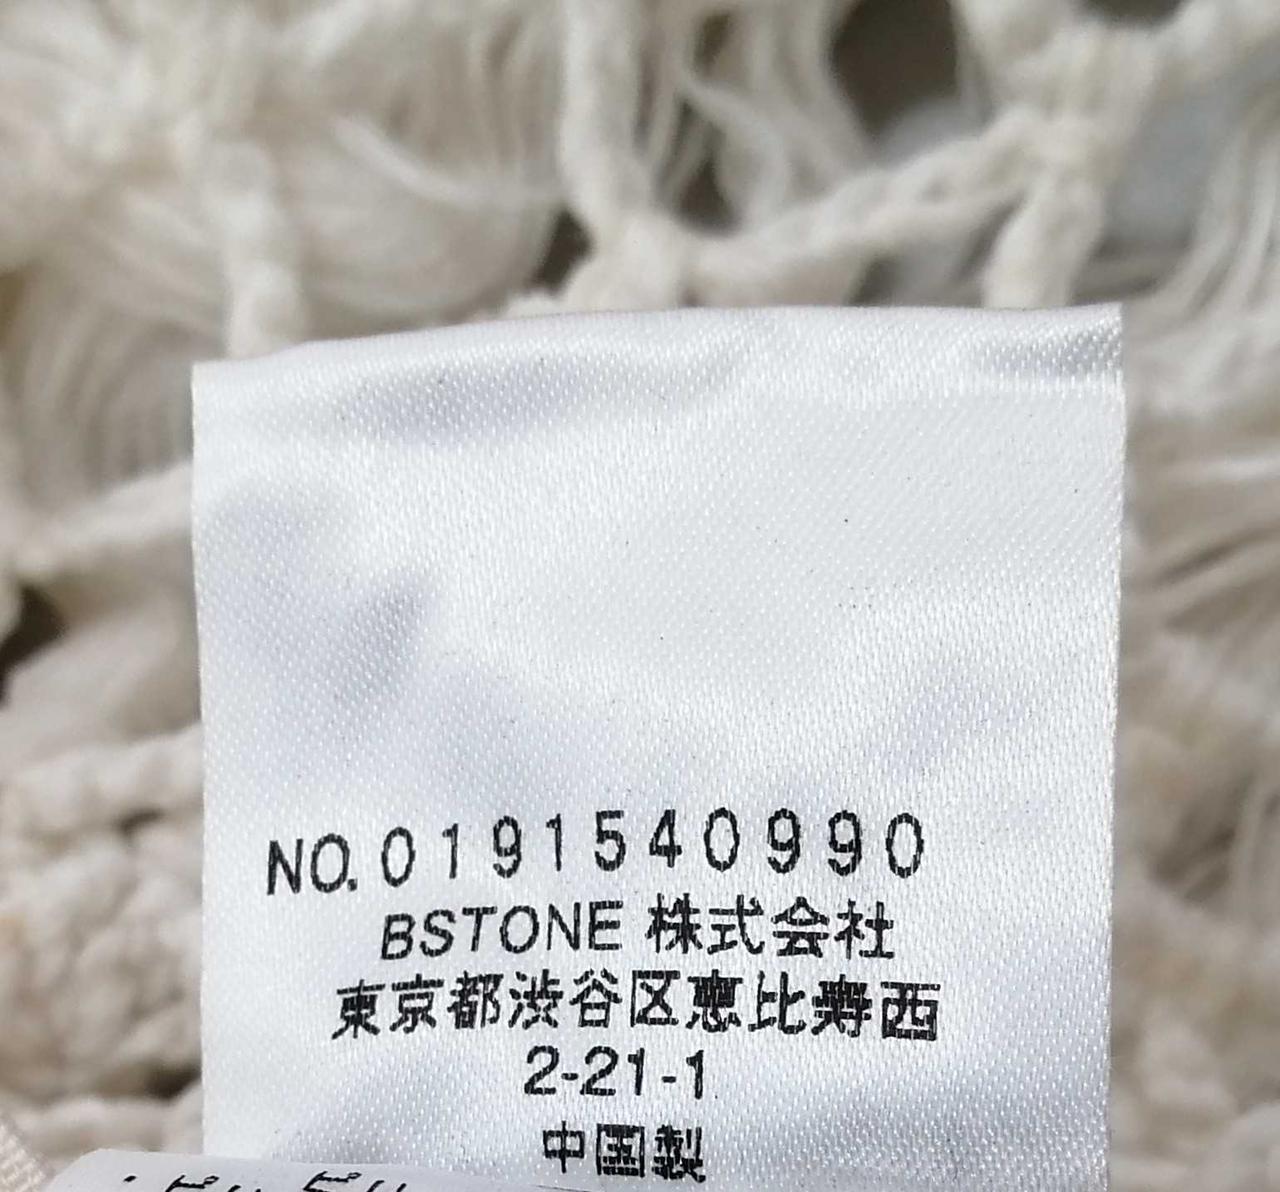 NO.0191540990
BSTONE 株式会社
東京都渋谷区恵比寿西
2-21-1
中国製